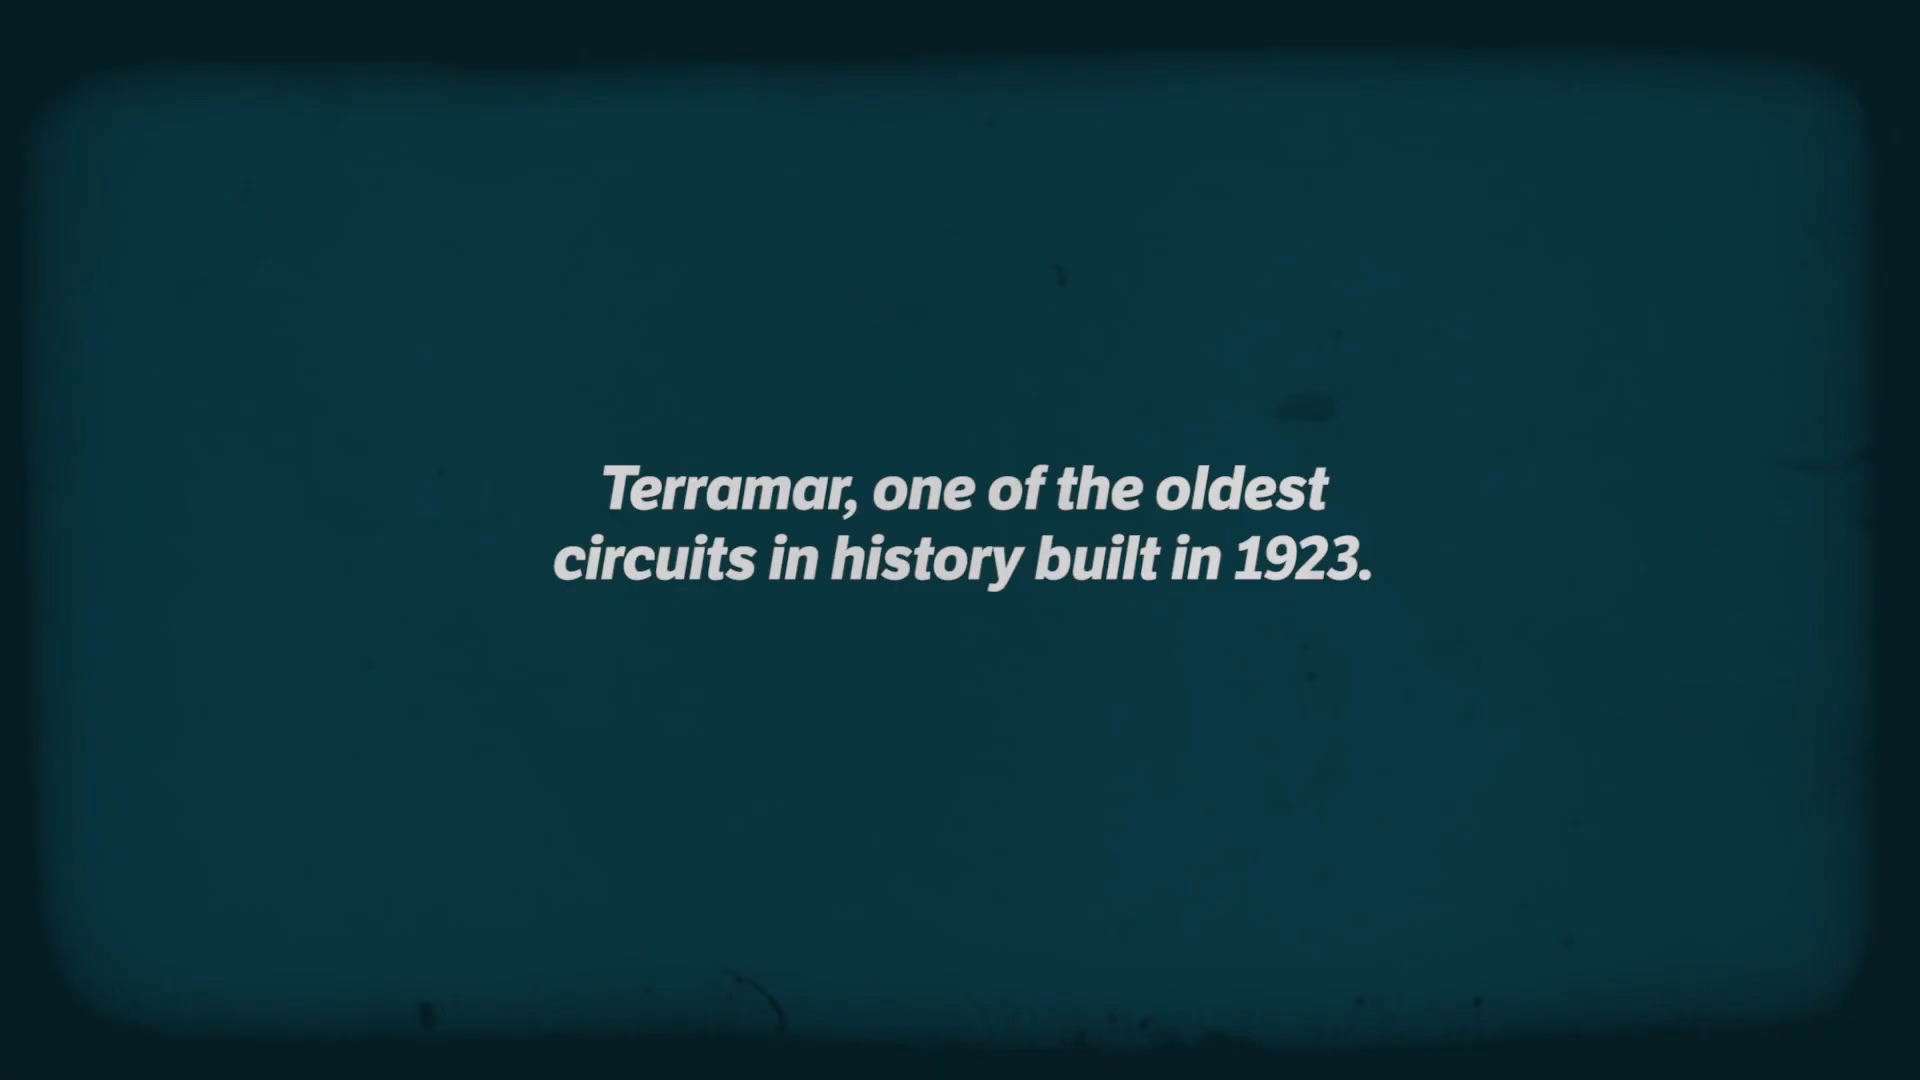 Terramar, one of the oldest
circuits in history built in 1923.